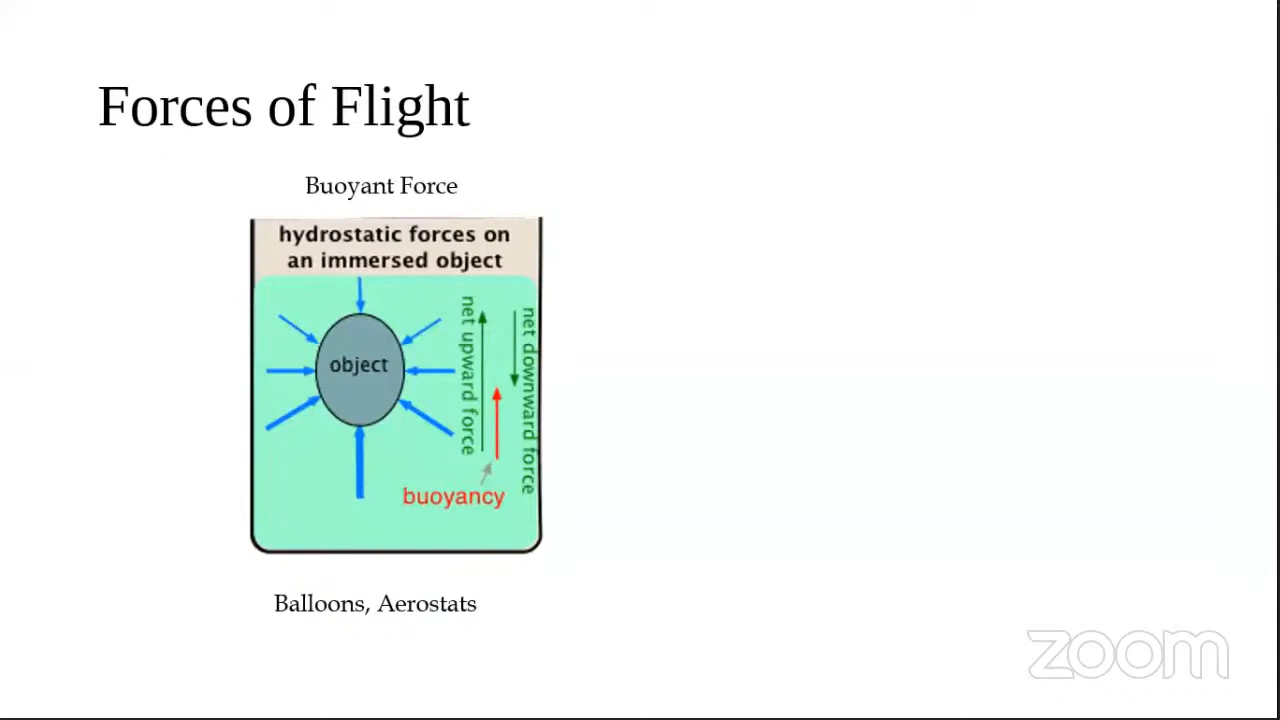 Forces of Flight
Buoyant Force
hydrostatic forces on
an immersed object
object
net upward force
net downward force
buoyancy
Balloons, Aerostats
zoom